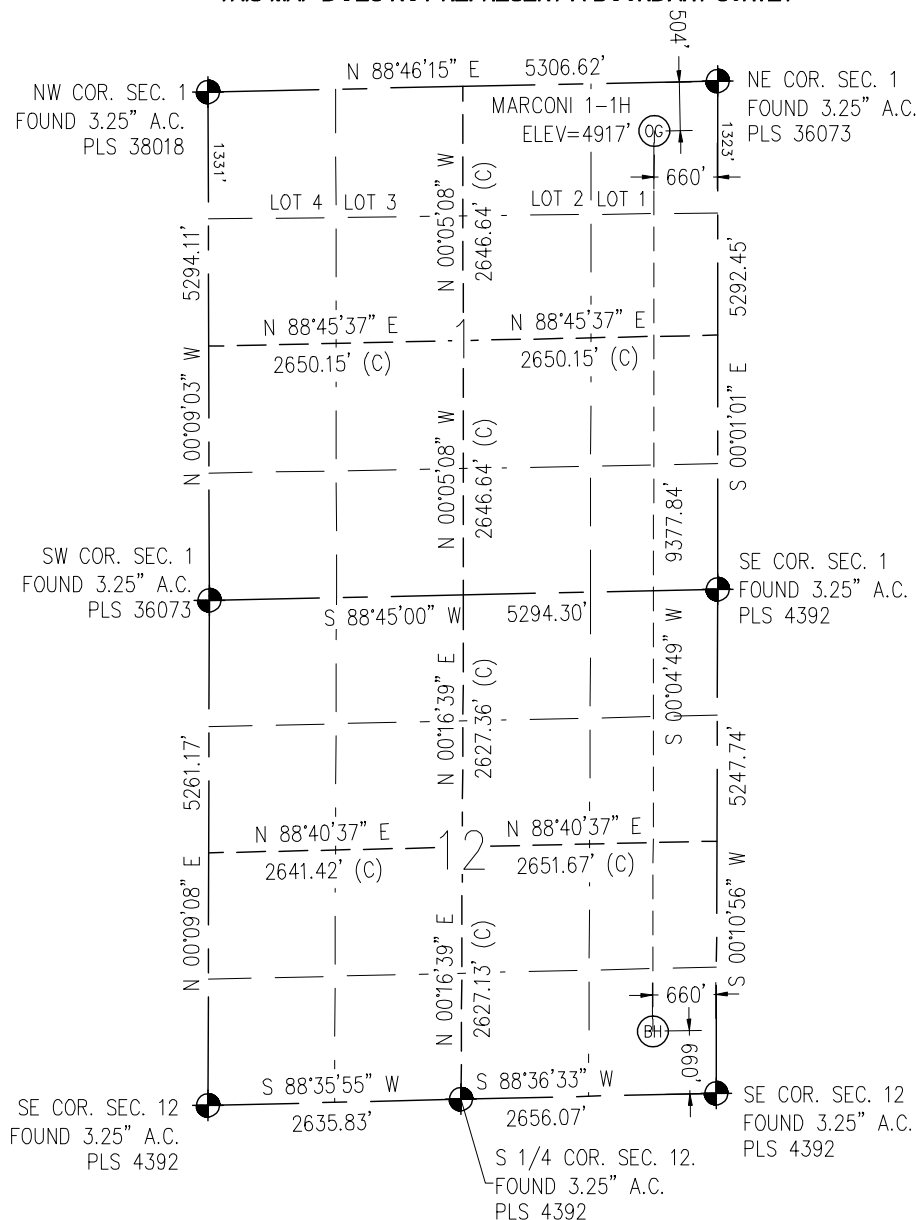 504'
N 88°46'15" E 5306.62'
NW COR. SEC. 1
FOUND 3.25" A.C.
PLS 38018
MARCONI 1-1H
ELEV=4917'
OG
NE COR. SEC. 1
FOUND 3.25" A.C.
PLS 36073
1331'
1323'
660'
LOT 4
LOT 3
LOT 2
LOT 1
N 00°05'08" W
2646.64' (C)
5294.11'
5292.45'
N 88°45'37" E
2650.15' (C)
1
N 88°45'37" E
2650.15' (C)
N 00°09'03" W
S 00°01'01" E
N 00°05'08" W
2646.64' (C)
9377.84'
SW COR. SEC. 1
FOUND 3.25" A.C.
PLS 36073
SE COR. SEC. 1
FOUND 3.25" A.C.
PLS 4392
S 88°45'00" W 5294.30'
S 00°04'49" W
N 00°16'39" E
2627.36' (C)
5261.17'
5247.74'
N 88°40'37" E
2641.42' (C)
12
N 88°40'37" E
2651.67' (C)
N 00°09'08" E
S 00°10'56" W
N 00°16'39" E
2627.13' (C)
660'
BH
660'
S 88°35'55" W
2635.83'
S 88°36'33" W
2656.07'
SE COR. SEC. 12
FOUND 3.25" A.C.
PLS 4392
SE COR. SEC. 12
FOUND 3.25" A.C.
PLS 4392
S 1/4 COR. SEC. 12.
FOUND 3.25" A.C.
PLS 4392